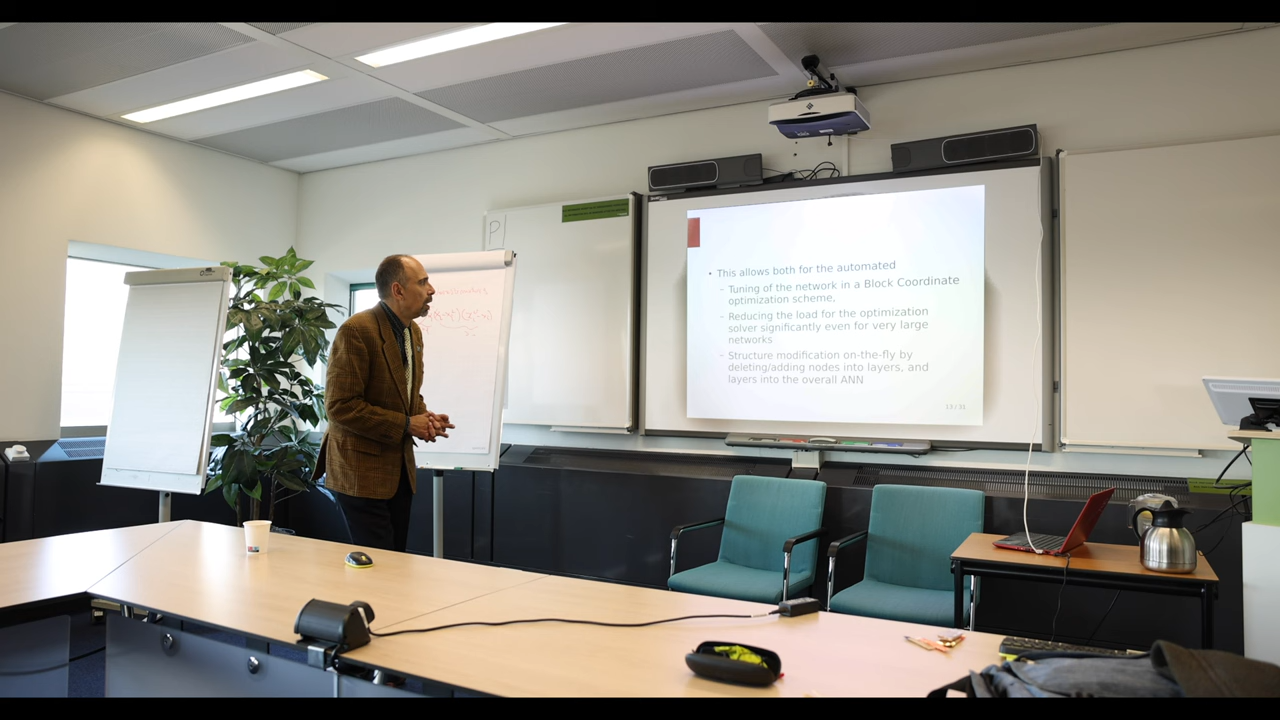 P
• This allows both for the automated
– Tuning of the network in a Block Coordinate
optimization scheme,
– Reducing the load for the optimization
solver significantly even for very large
networks
– Structure modification on-the-fly by
deleting/adding nodes into layers, and
layers into the overall ANN
13 / 31